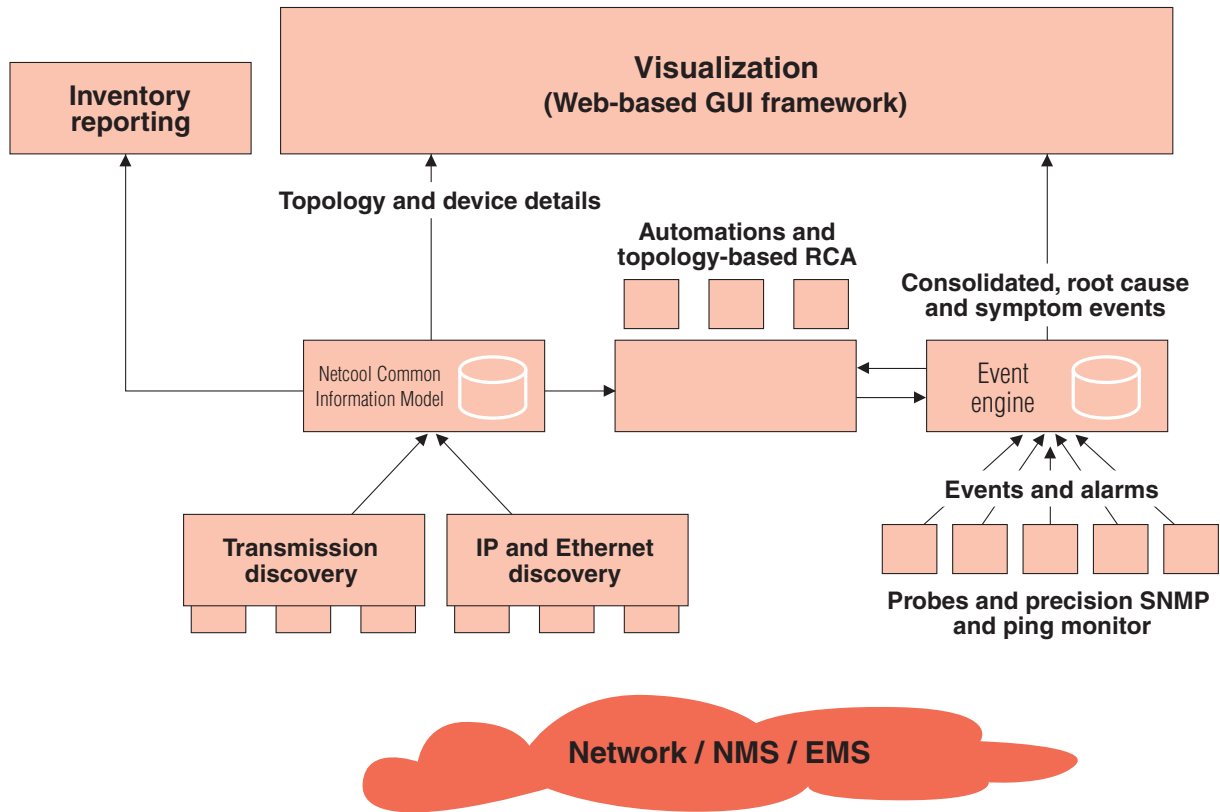 Visualization
(Web-based GUI framework)
Inventory
reporting
Topology and device details
Automations and
topology-based RCA
Consolidated, root cause
and symptom events
Netcool Common
Information Model
Event
engine
Events and alarms
Transmission
discovery
IP and Ethernet
discovery
Probes and precision SNMP
and ping monitor
Network / NMS / EMS